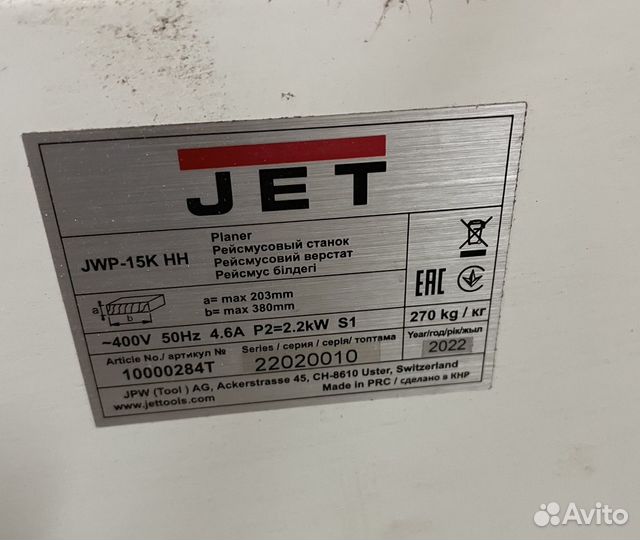 JET
JWP-15K HH
Planer
Рейсмусовый станок
Рейсмусовий верстат
Рейсмус білдегі
a
b
a= max 203mm
b= max 380mm
EAC
270 kg / кг
~400V 50Hz 4.6A P2=2.2kW S1
Article No./ артикул №
10000284T
Series / серия / серія/ топтама
22020010
Year/год/рік/жыл
2022
JPW (Tool) AG, Ackerstrasse 45, CH-8610 Uster, Switzerland
www.jettools.com
Made in PRC / сделано в КНР
Avito